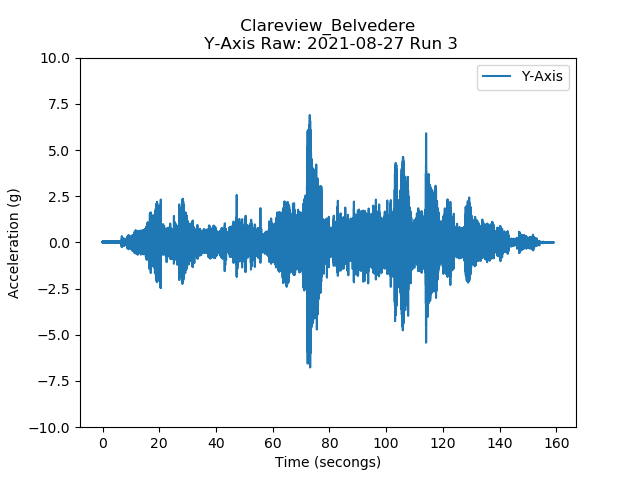 Clareview_Belvedere
Y-Axis Raw: 2021-08-27 Run 3
Y-Axis
10.0
7.5
5.0
2.5
0.0
−2.5
−5.0
−7.5
−10.0
Acceleration (g)
0 20 40 60 80 100 120 140 160
Time (secongs)